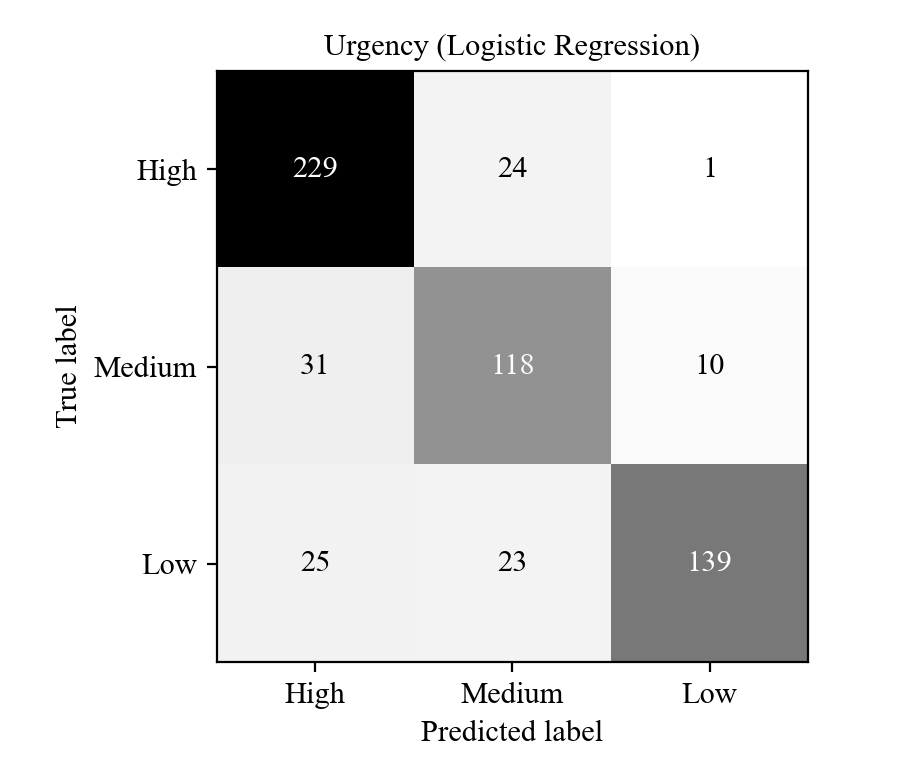 Urgency (Logistic Regression)
High 229 24 1
Medium 31 118 10
Low 25 23 139
High Medium Low
Predicted label
True label